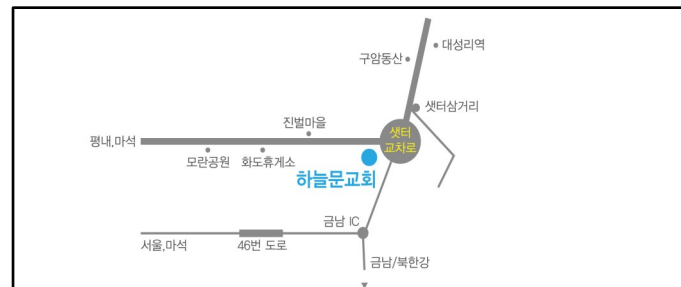 대성리역
구암동산
샛터삼거리
진벌마을
샛터
교차로
평내,마석
모란공원
화도휴게소
하늘문교회
금남 IC
서울,마석
46번 도로
금남/북한강